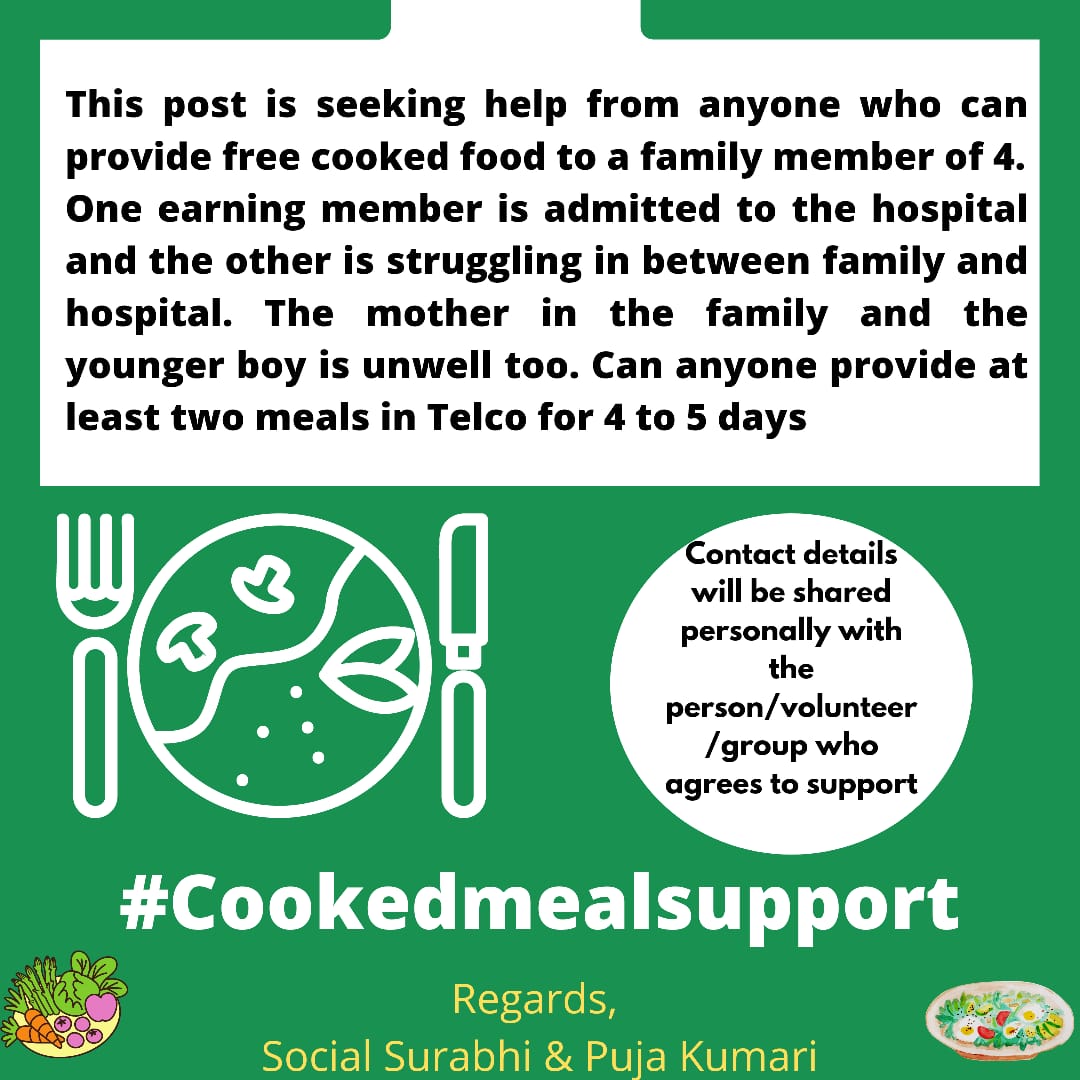 This post is seeking help from anyone who can
provide free cooked food to a family member of 4.
One earning member is admitted to the hospital
and the other is struggling in between family and
hospital. The mother in the family and the
younger boy is unwell too. Can anyone provide at
least two meals in Telco for 4 to 5 days
Contact details
will be shared
personally with
the
person/volunteer
/group who
agrees to support
#Cookedmealsupport
Regards,
Social Surabhi & Puja Kumari